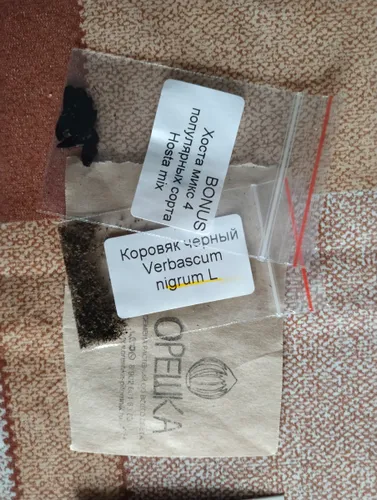 BONUS
Хоста микс 4
популярных сорта
Hosta mix
Коровяк черный
Verbascum
nigrum L
ОРЕШКА